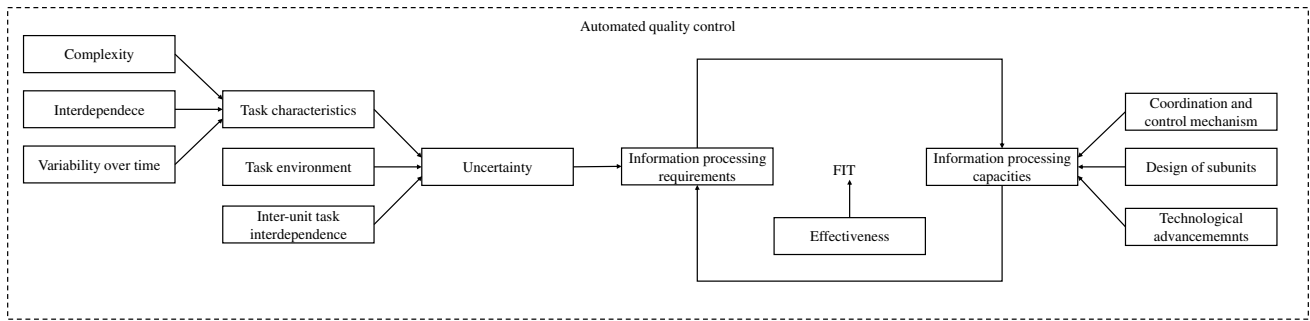 Automated quality control
Complexity
Interdependece
Variability over time
Task characteristics
Task environment
Inter-unit task
interdependence
Uncertainty
Information processing
requirements
FIT
Effectiveness
Information processing
capacities
Coordination and
control mechanism
Design of subunits
Technological
advancememnts